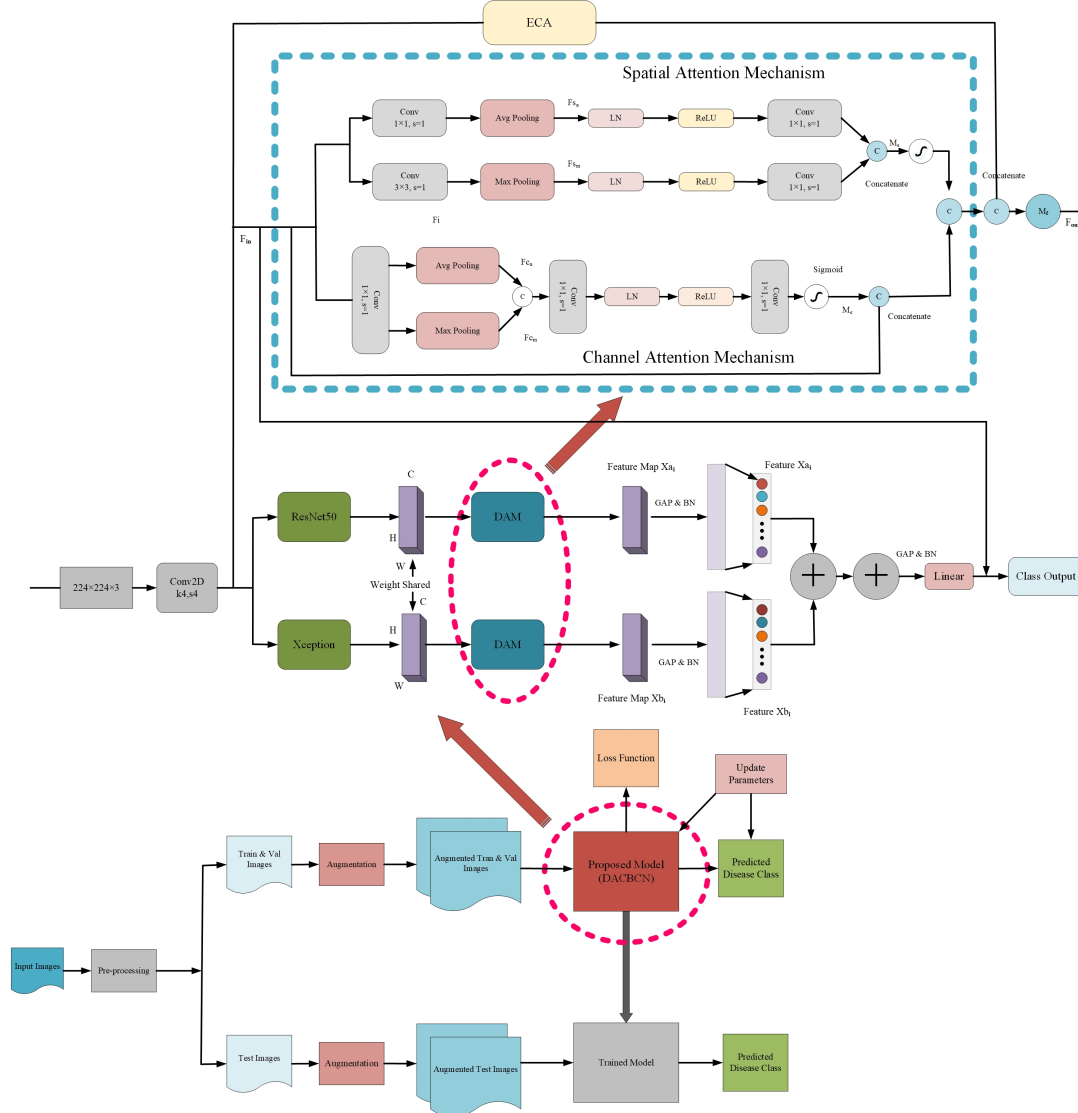 ECA
Spatial Attention Mechanism
Conv
1×1, s=1
Avg Pooling
Fsₐ
LN
ReLU
Conv
1×1, s=1
C
Mₛ
Concatenate
Concatenate
Conv
3×3, s=1
Max Pooling
Fsₘ
LN
ReLU
Conv
1×1, s=1
C
C
Fi
Fᵢₙ
Conv
1×1, s=1
Avg Pooling
Fcₐ
Max Pooling
Fcₘ
C
Conv
1×1, s=1
LN
ReLU
Conv
1×1, s=1
Sigmoid
M꜀
C
Concatenate
Channel Attention Mechanism
224×224×3
Conv2D
k4,s4
ResNet50
Xception
C
H
W
Weight Shared
C
H
W
DAM
DAM
Feature Map Xaᵢ
GAP & BN
Feature Xaᵢ
Feature Map Xbᵢ
GAP & BN
Feature Xbᵢ
GAP & BN
Linear
Class Output
Loss Function
Update
Parameters
Train & Val
Images
Augmentation
Augmented Tran & Val
Images
Proposed Model
(DACBCN)
Predicted
Disease Class
Input Images
Pre-processing
Test Images
Augmentation
Augmented Test Images
Trained Model
Predicted
Disease Class